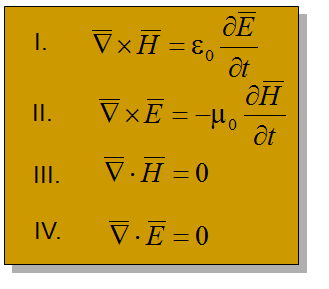 I. ∇̅ × H̅ = ε₀ ∂E̅/∂t
II. ∇̅ × E̅ = −μ₀ ∂H̅/∂t
III. ∇̅ · H̅ = 0
IV. ∇̅ · E̅ = 0